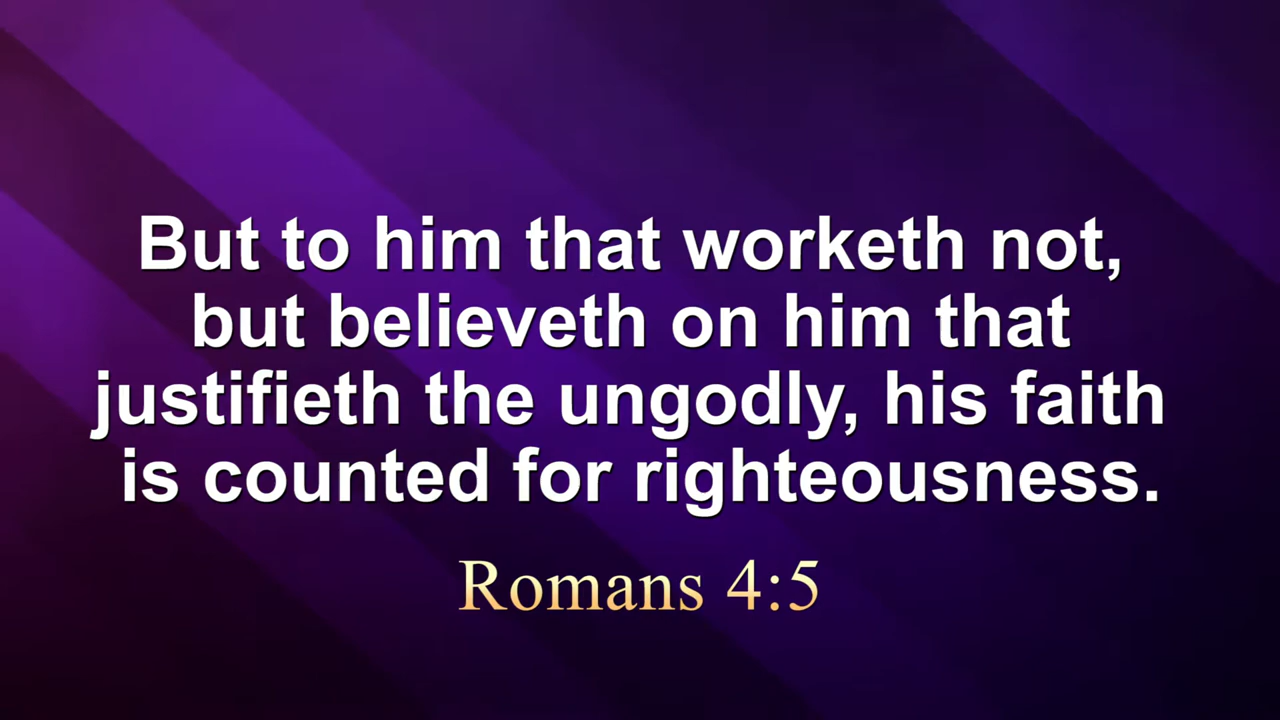 But to him that worketh not,
but believeth on him that
justifieth the ungodly, his faith
is counted for righteousness.
Romans 4:5